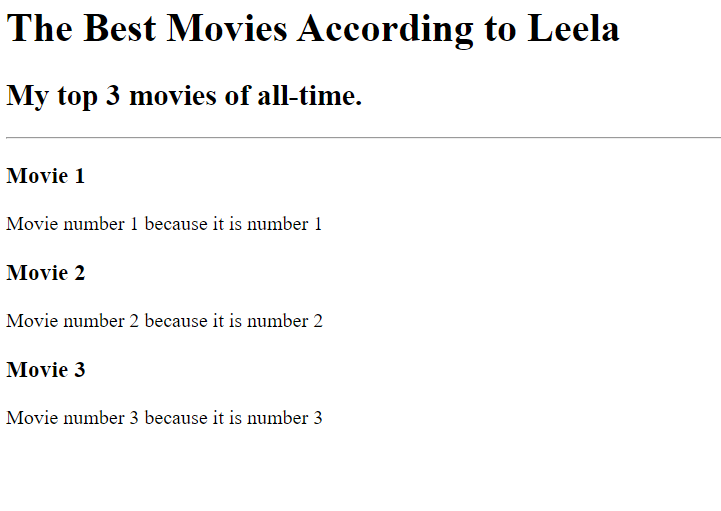 The Best Movies According to Leela
My top 3 movies of all-time.
Movie 1
Movie number 1 because it is number 1
Movie 2
Movie number 2 because it is number 2
Movie 3
Movie number 3 because it is number 3